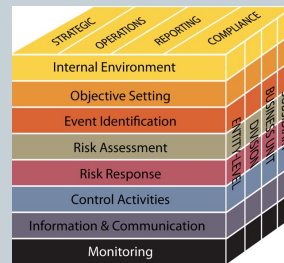 STRATEGIC
OPERATIONS
REPORTING
COMPLIANCE
Internal Environment
Objective Setting
Event Identification
Risk Assessment
Risk Response
Control Activities
Information & Communication
Monitoring
ENTITY-LEVEL
DIVISION
BUSINESS UNIT